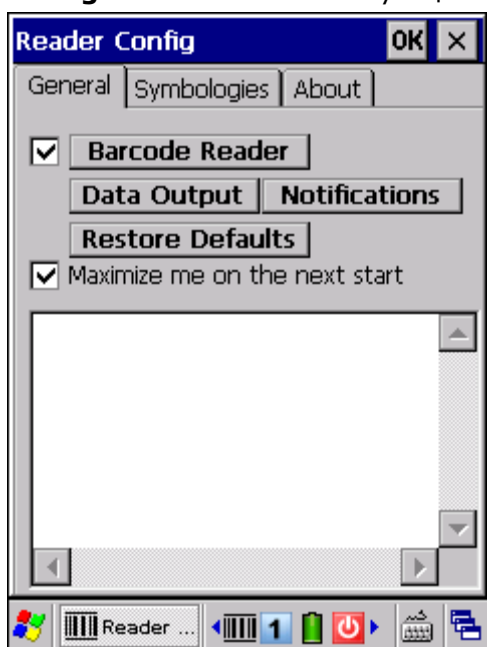 Reader Config OK
General Symbologies About
Barcode Reader
Data Output Notifications
Restore Defaults
Maximize me on the next start
Reader ... 1